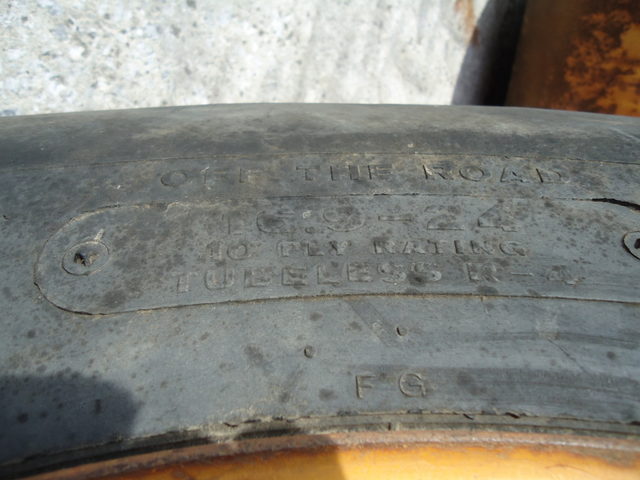 OFF THE ROAD
16.9-24
10 PLY RATING
TUBELESS R-4
FG